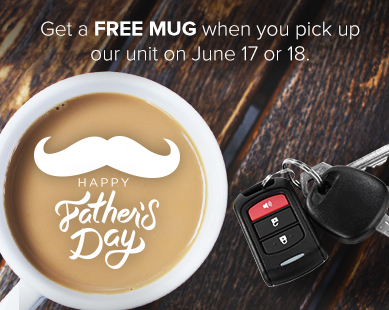 Get a FREE MUG when you pick up
our unit on June 17 or 18.
HAPPY
Father's
Day